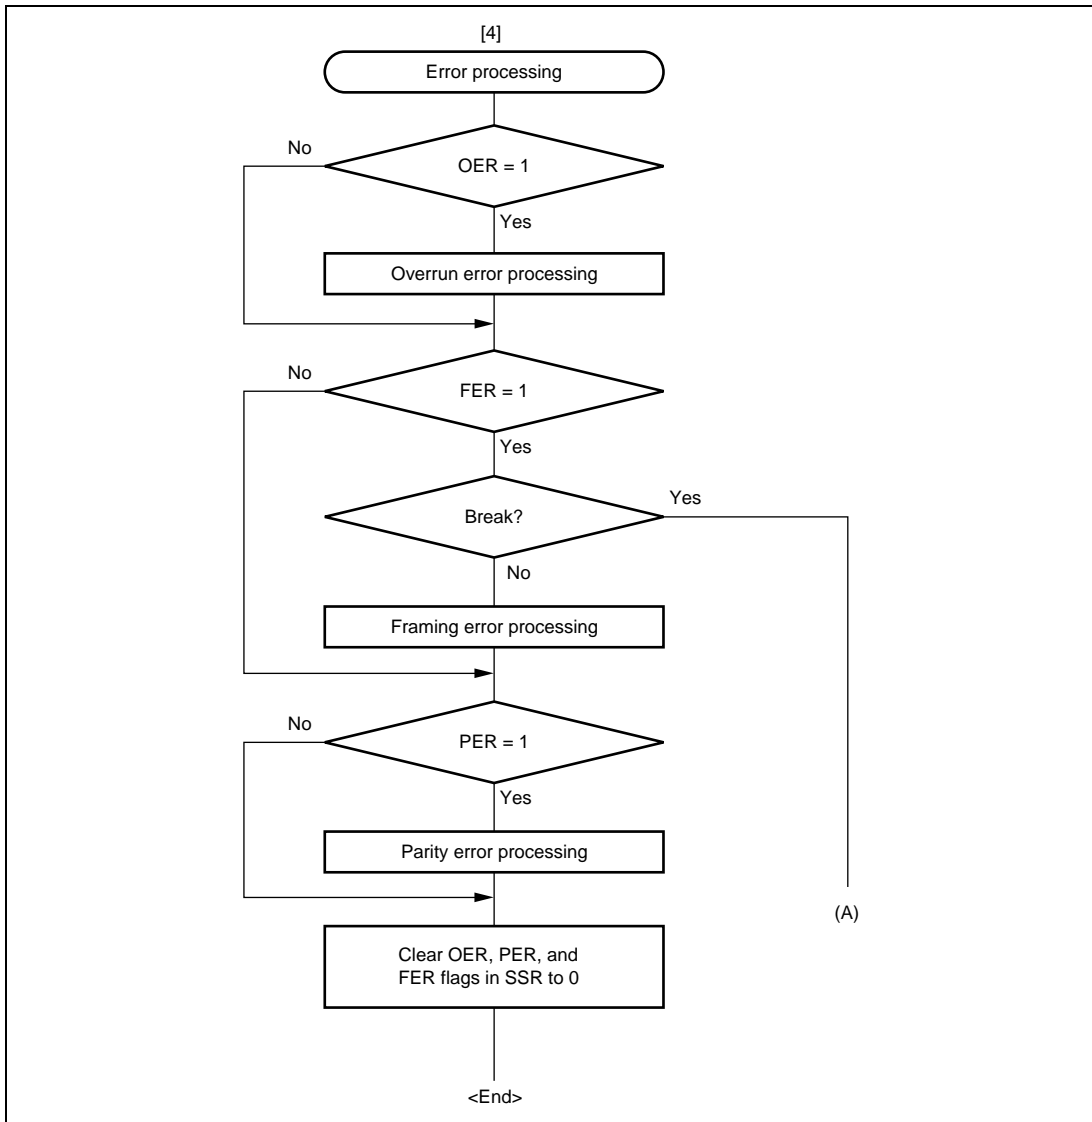 [4]
Error processing
No
OER = 1
Yes
Overrun error processing
No
FER = 1
Yes
Break?
Yes
No
Framing error processing
No
PER = 1
Yes
Parity error processing
(A)
Clear OER, PER, and
FER flags in SSR to 0
<End>